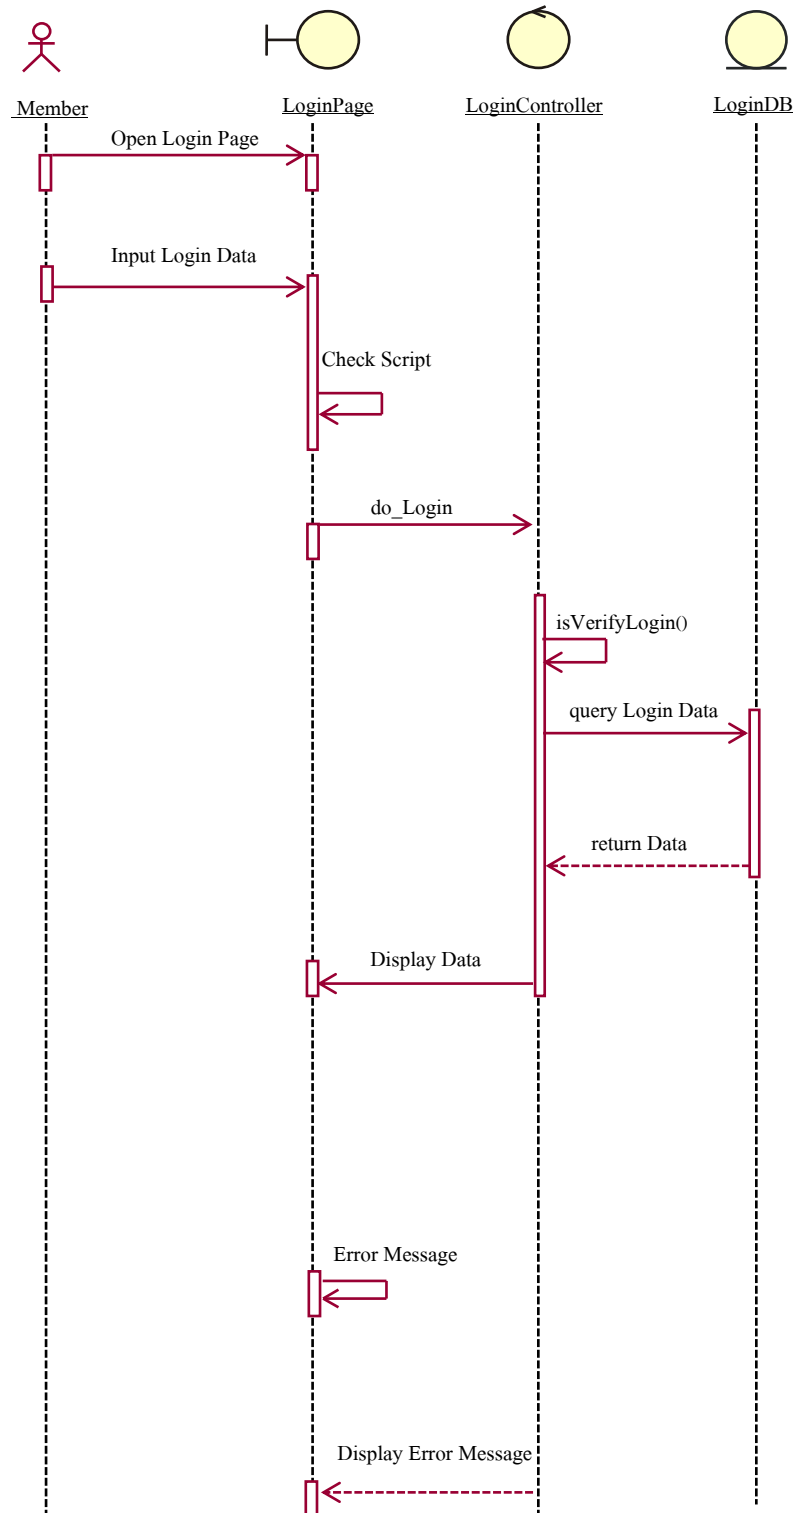 Member
LoginPage
LoginController
LoginDB
Open Login Page
Input Login Data
Check Script
do_Login
isVerifyLogin()
query Login Data
return Data
Display Data
Error Message
Display Error Message